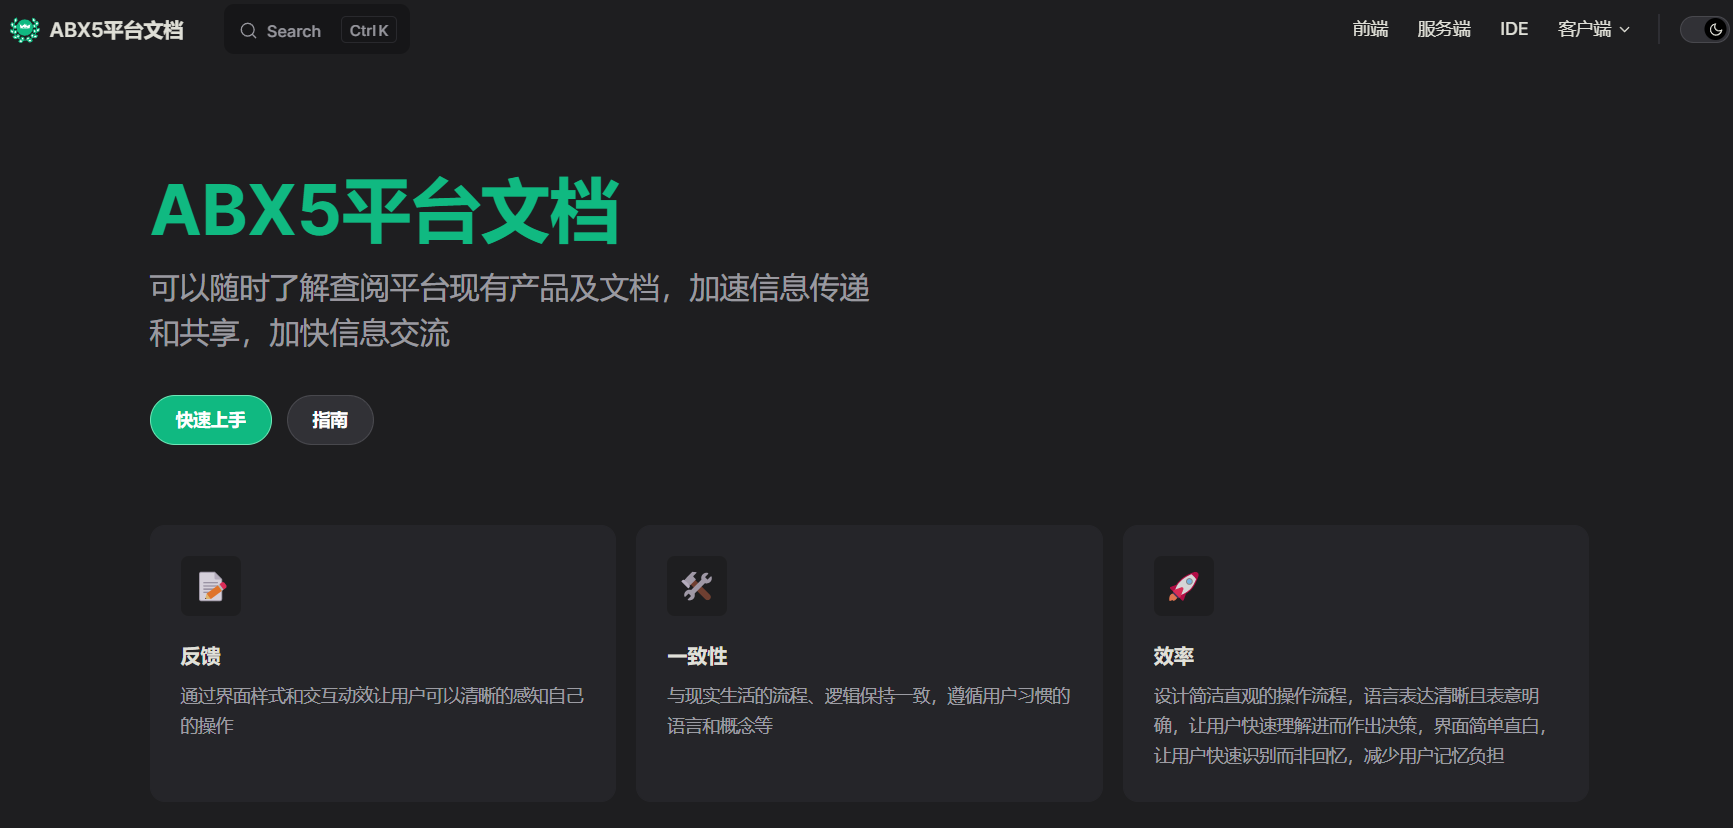 ABX5平台文档
Search
Ctrl K
前端
服务端
IDE
客户端
ABX5平台文档
可以随时了解查阅平台现有产品及文档，加速信息传递
和共享，加快信息交流
快速上手
指南
反馈
通过界面样式和交互动效让用户可以清晰的感知自己
的操作
一致性
与现实生活的流程、逻辑保持一致，遵循用户习惯的
语言和概念等
效率
设计简洁直观的操作流程，语言表达清晰且表意明
确，让用户快速理解进而作出决策，界面简单直白，
让用户快速识别而非回忆，减少用户记忆负担